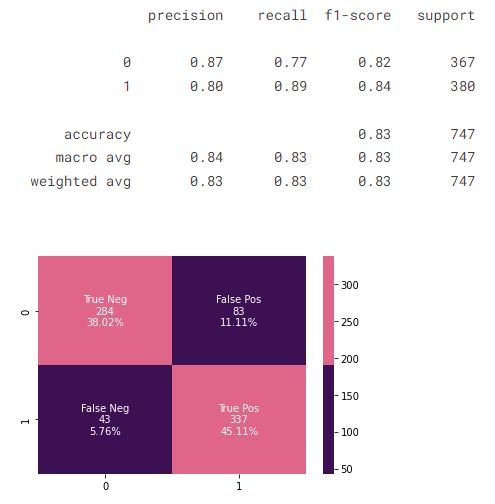 precision recall f1-score support
0 0.87 0.77 0.82 367
1 0.80 0.89 0.84 380
accuracy 0.83 747
macro avg 0.84 0.83 0.83 747
weighted avg 0.83 0.83 0.83 747
True Neg
284
38.02%
False Pos
83
11.11%
False Neg
43
5.76%
True Pos
337
45.11%
0
1
0 1
300
250
200
150
100
50